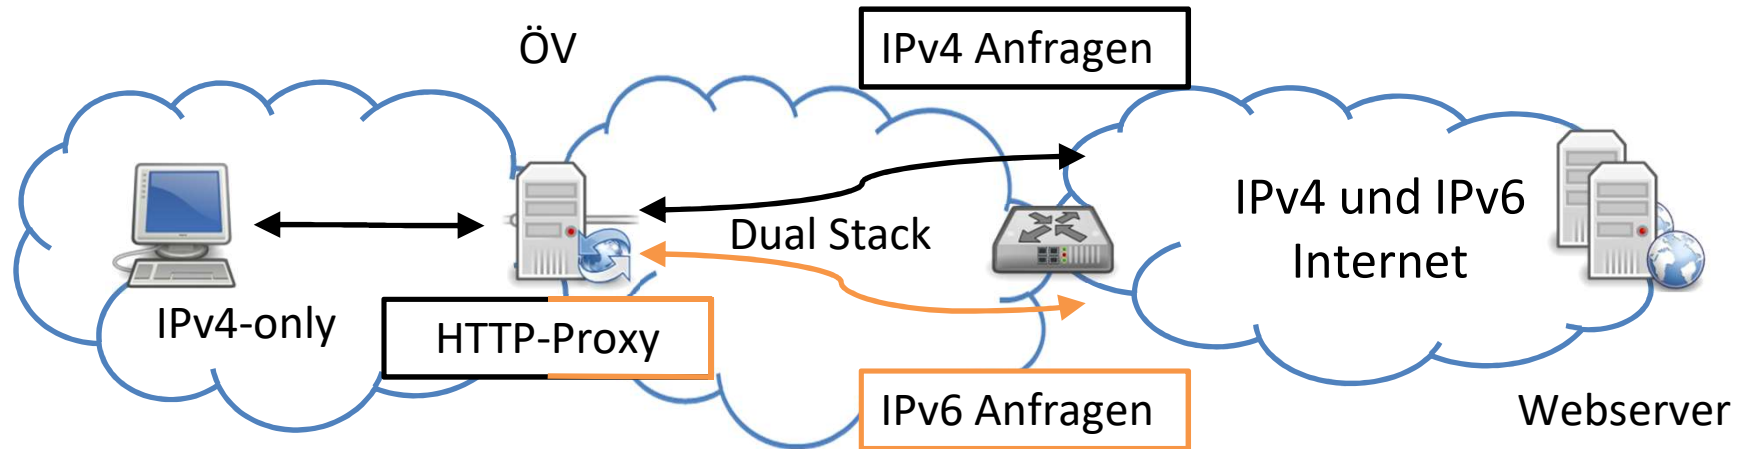 ÖV
IPv4 Anfragen
IPv4 und IPv6
Internet
Dual Stack
IPv4-only
HTTP-Proxy
IPv6 Anfragen
Webserver